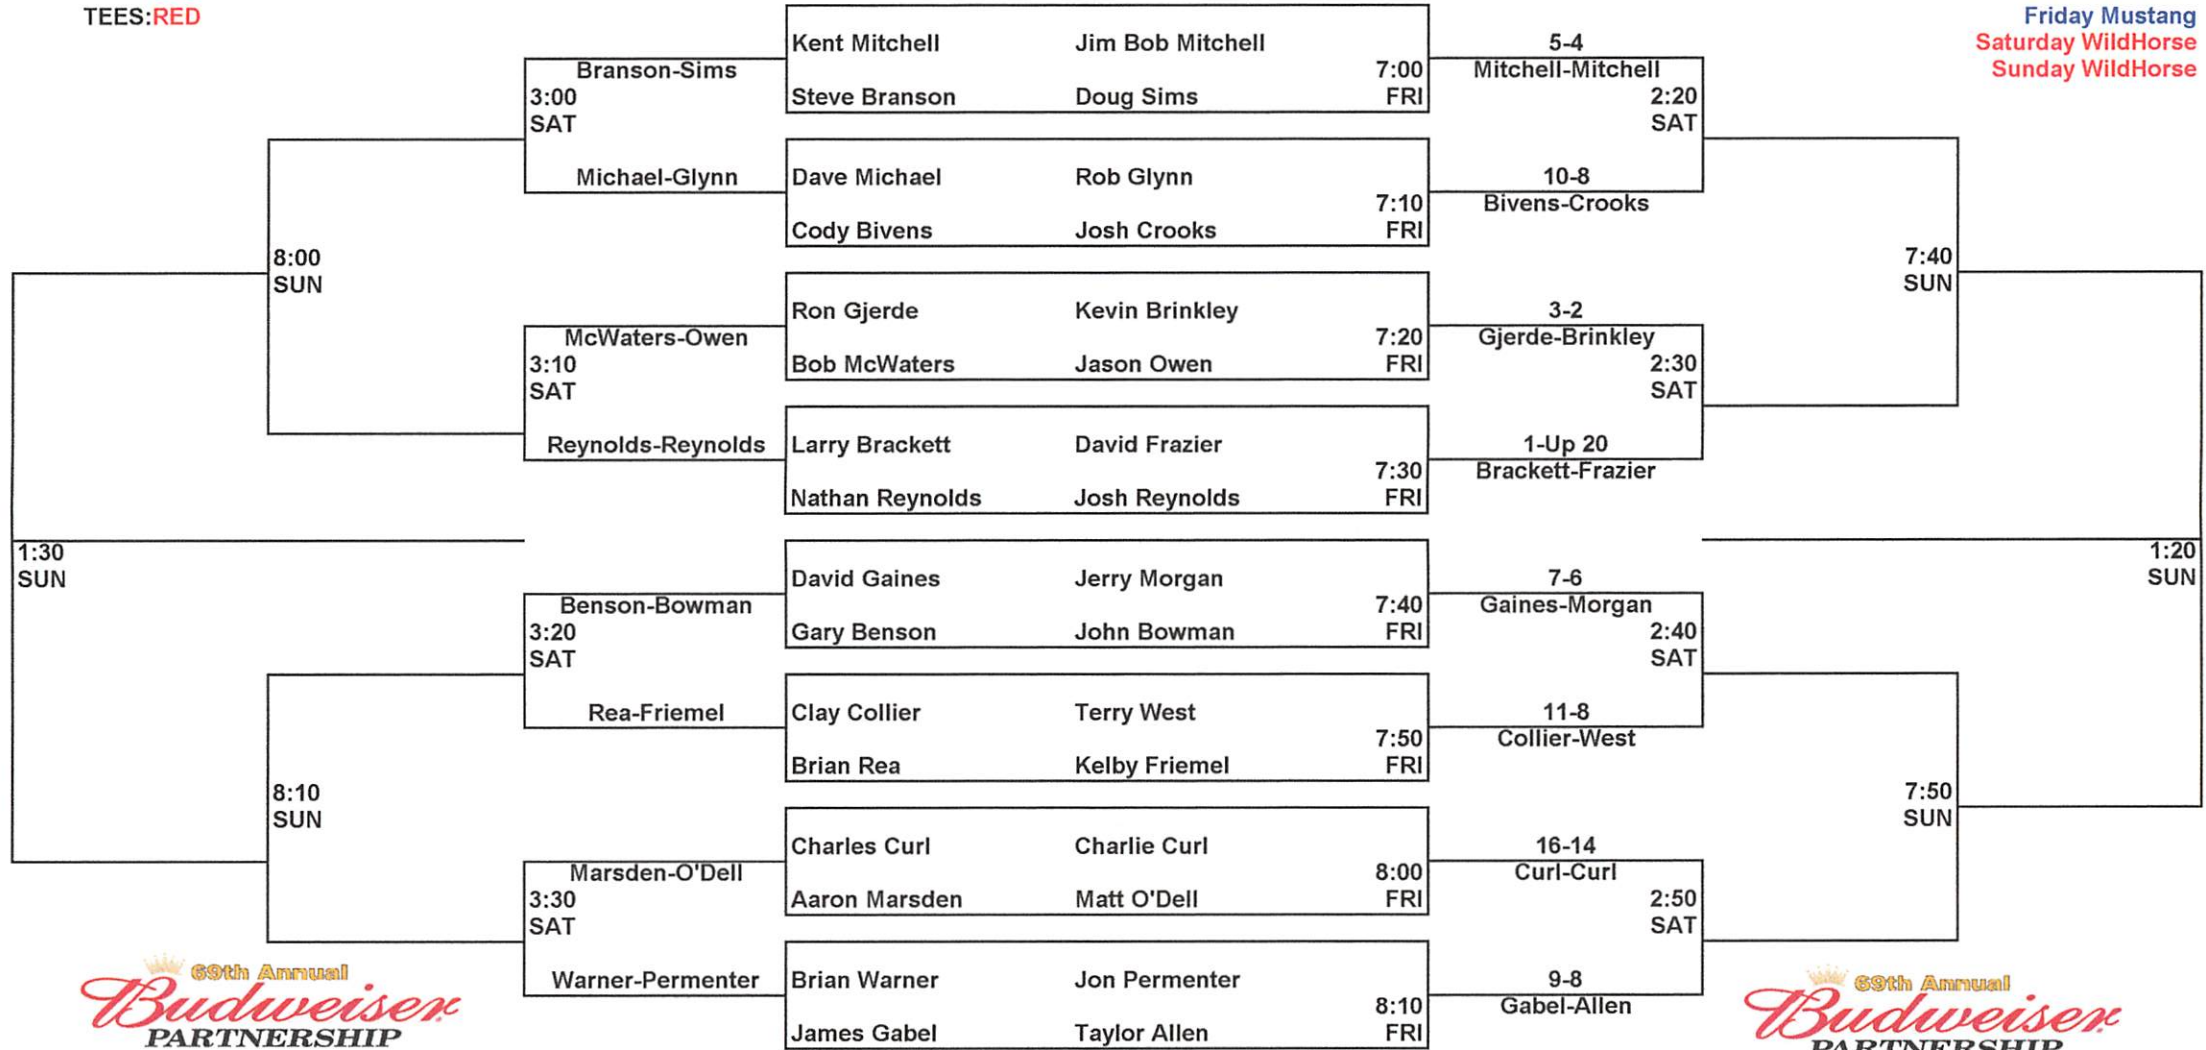 TEES:RED
Friday Mustang
Saturday WildHorse
Sunday WildHorse
Kent Mitchell Jim Bob Mitchell
7:00
Steve Branson Doug Sims FRI
Dave Michael Rob Glynn
7:10
Cody Bivens Josh Crooks FRI
Ron Gjerde Kevin Brinkley
7:20
Bob McWaters Jason Owen FRI
Larry Brackett David Frazier
7:30
Nathan Reynolds Josh Reynolds FRI
David Gaines Jerry Morgan
7:40
Gary Benson John Bowman FRI
Clay Collier Terry West
7:50
Brian Rea Kelby Friemel FRI
Charles Curl Charlie Curl
8:00
Aaron Marsden Matt O'Dell FRI
Brian Warner Jon Permenter
8:10
James Gabel Taylor Allen FRI
Branson-Sims
3:00
SAT
Michael-Glynn
McWaters-Owen
3:10
SAT
Reynolds-Reynolds
Benson-Bowman
3:20
SAT
Rea-Friemel
Marsden-O'Dell
3:30
SAT
Warner-Permenter
8:00
SUN
8:10
SUN
1:30
SUN
5-4
Mitchell-Mitchell
2:20
SAT
10-8
Bivens-Crooks
3-2
Gjerde-Brinkley
2:30
SAT
1-Up 20
Brackett-Frazier
7-6
Gaines-Morgan
2:40
SAT
11-8
Collier-West
16-14
Curl-Curl
2:50
SAT
9-8
Gabel-Allen
7:40
SUN
7:50
SUN
1:20
SUN
69th Annual
Budweiser
PARTNERSHIP
69th Annual
Budweiser
PARTNERSHIP